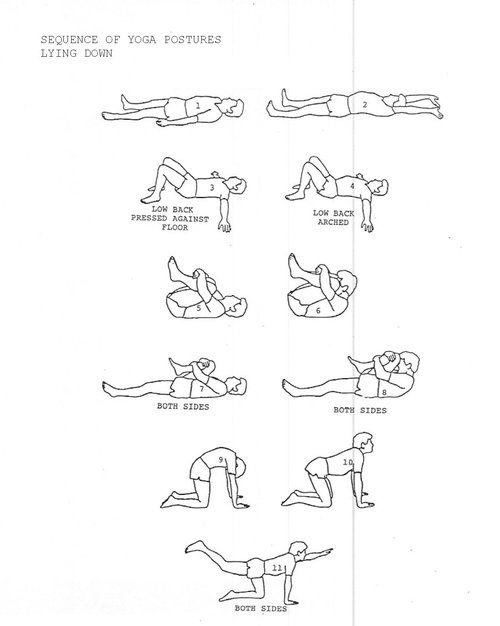 SEQUENCE OF YOGA POSTURES
LYING DOWN
1
2
3
4
LOW BACK
PRESSED AGAINST
FLOOR
LOW BACK
ARCHED
5
6
7
8
BOTH SIDES
BOTH SIDES
9
10
11
BOTH SIDES